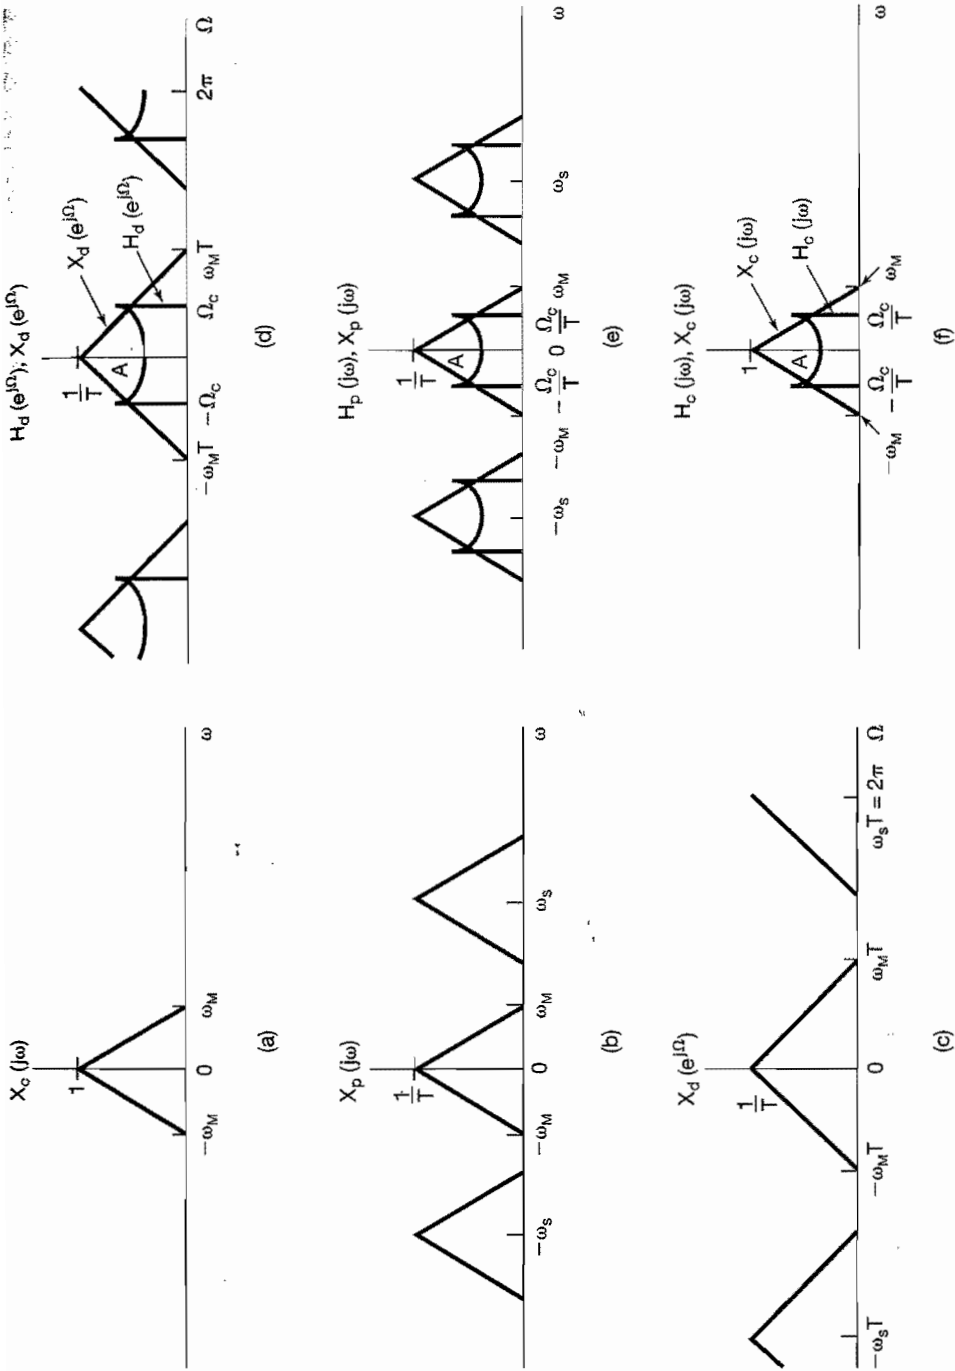 X_c (jω)
1
−ω_M
0
ω_M
ω
(a)
X_p (jω)
1/T
−ω_s
−ω_M
0
ω_M
ω_s
ω
(b)
X_d (e^{jΩ})
1/T
−ω_sT
−ω_MT
0
ω_MT
ω_sT = 2π
Ω
(c)
H_d (e^{jΩ}); X_d (e^{jΩ})
1/T
A
X_d (e^{jΩ})
H_d (e^{jΩ})
−ω_MT
−Ω_c
Ω_c
ω_MT
2π
Ω
(d)
H_p (jω), X_p (jω)
1/T
A
−ω_s
−ω_M
−Ω_c/T
0
Ω_c/T
ω_M
ω_s
ω
(e)
H_c (jω), X_c (jω)
1
A
X_c (jω)
H_c (jω)
−ω_M
−Ω_c/T
Ω_c/T
ω_M
ω
(f)